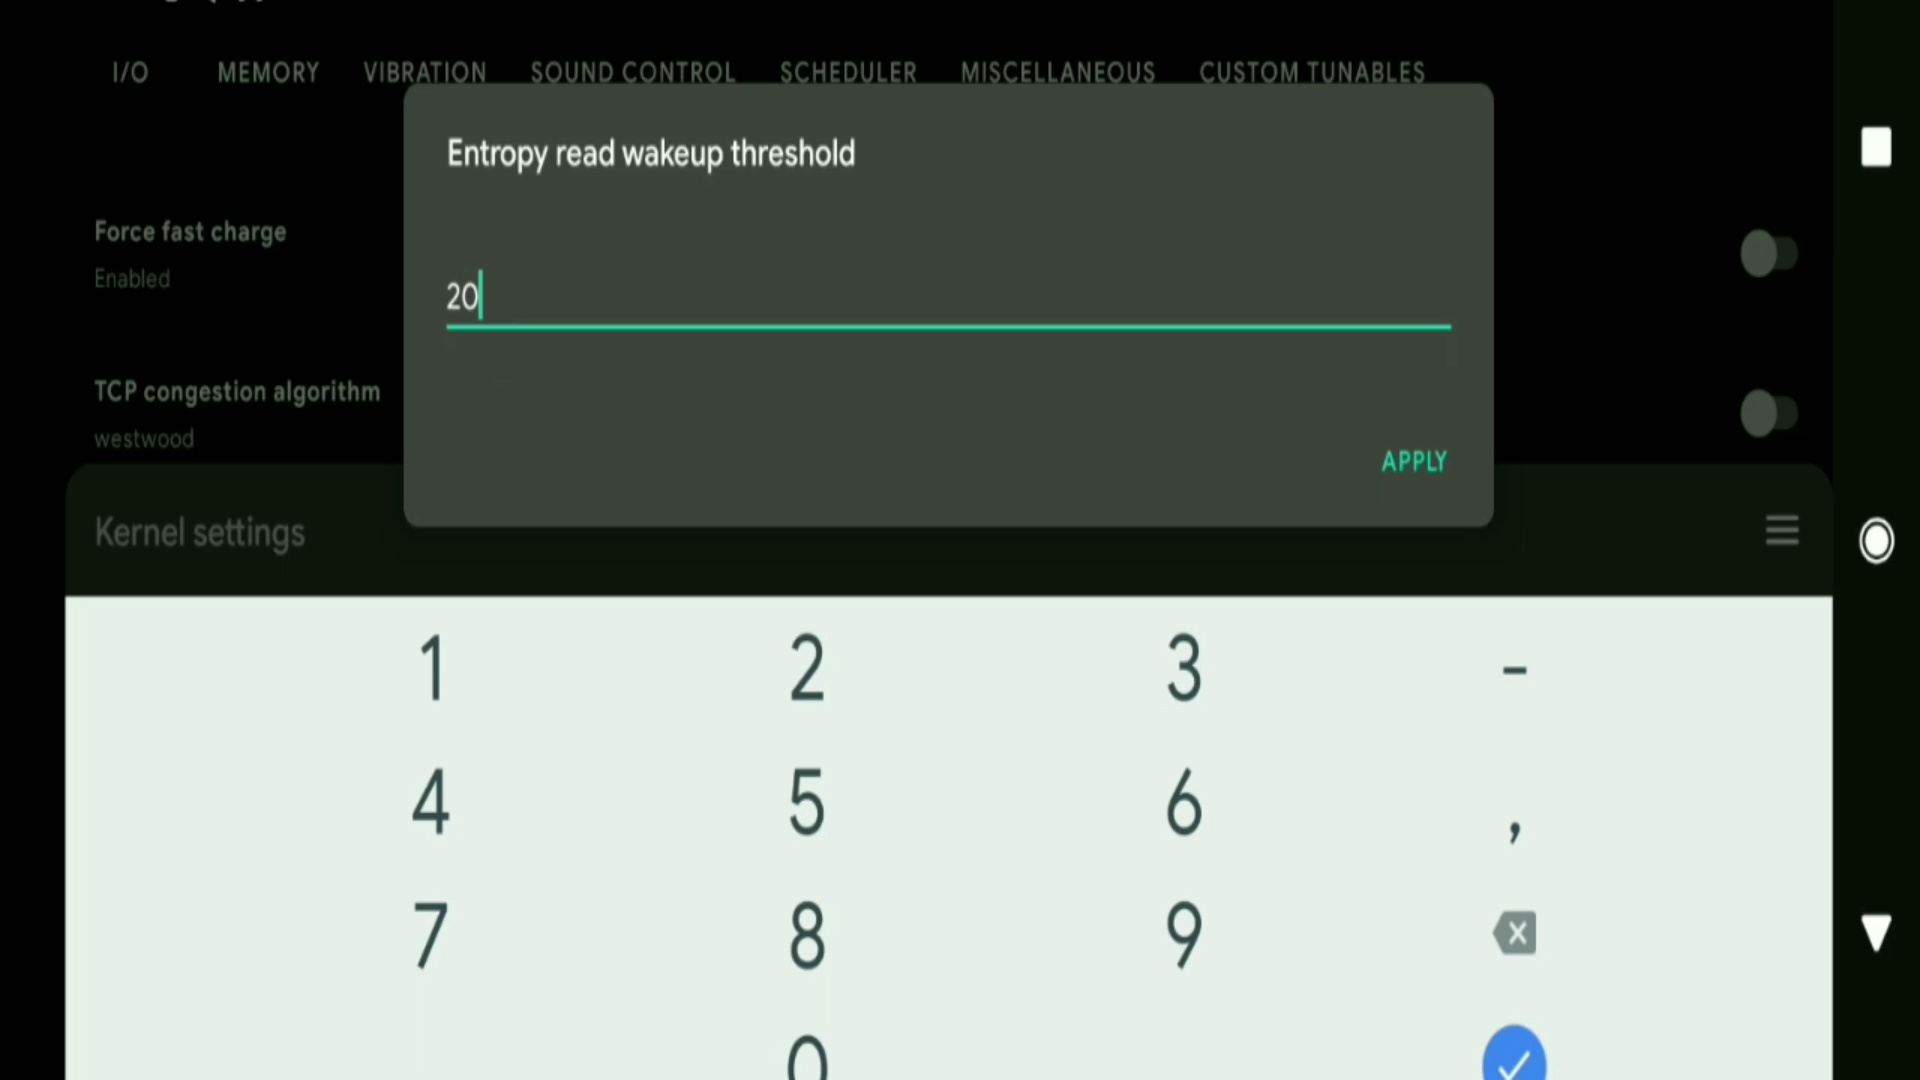 I/O MEMORY VIBRATION SOUND CONTROL SCHEDULER MISCELLANEOUS CUSTOM TUNABLES
Entropy read wakeup threshold
Force fast charge
Enabled
20
TCP congestion algorithm
westwood
APPLY
Kernel settings
1 2 3 -
4 5 6 ,
7 8 9
0